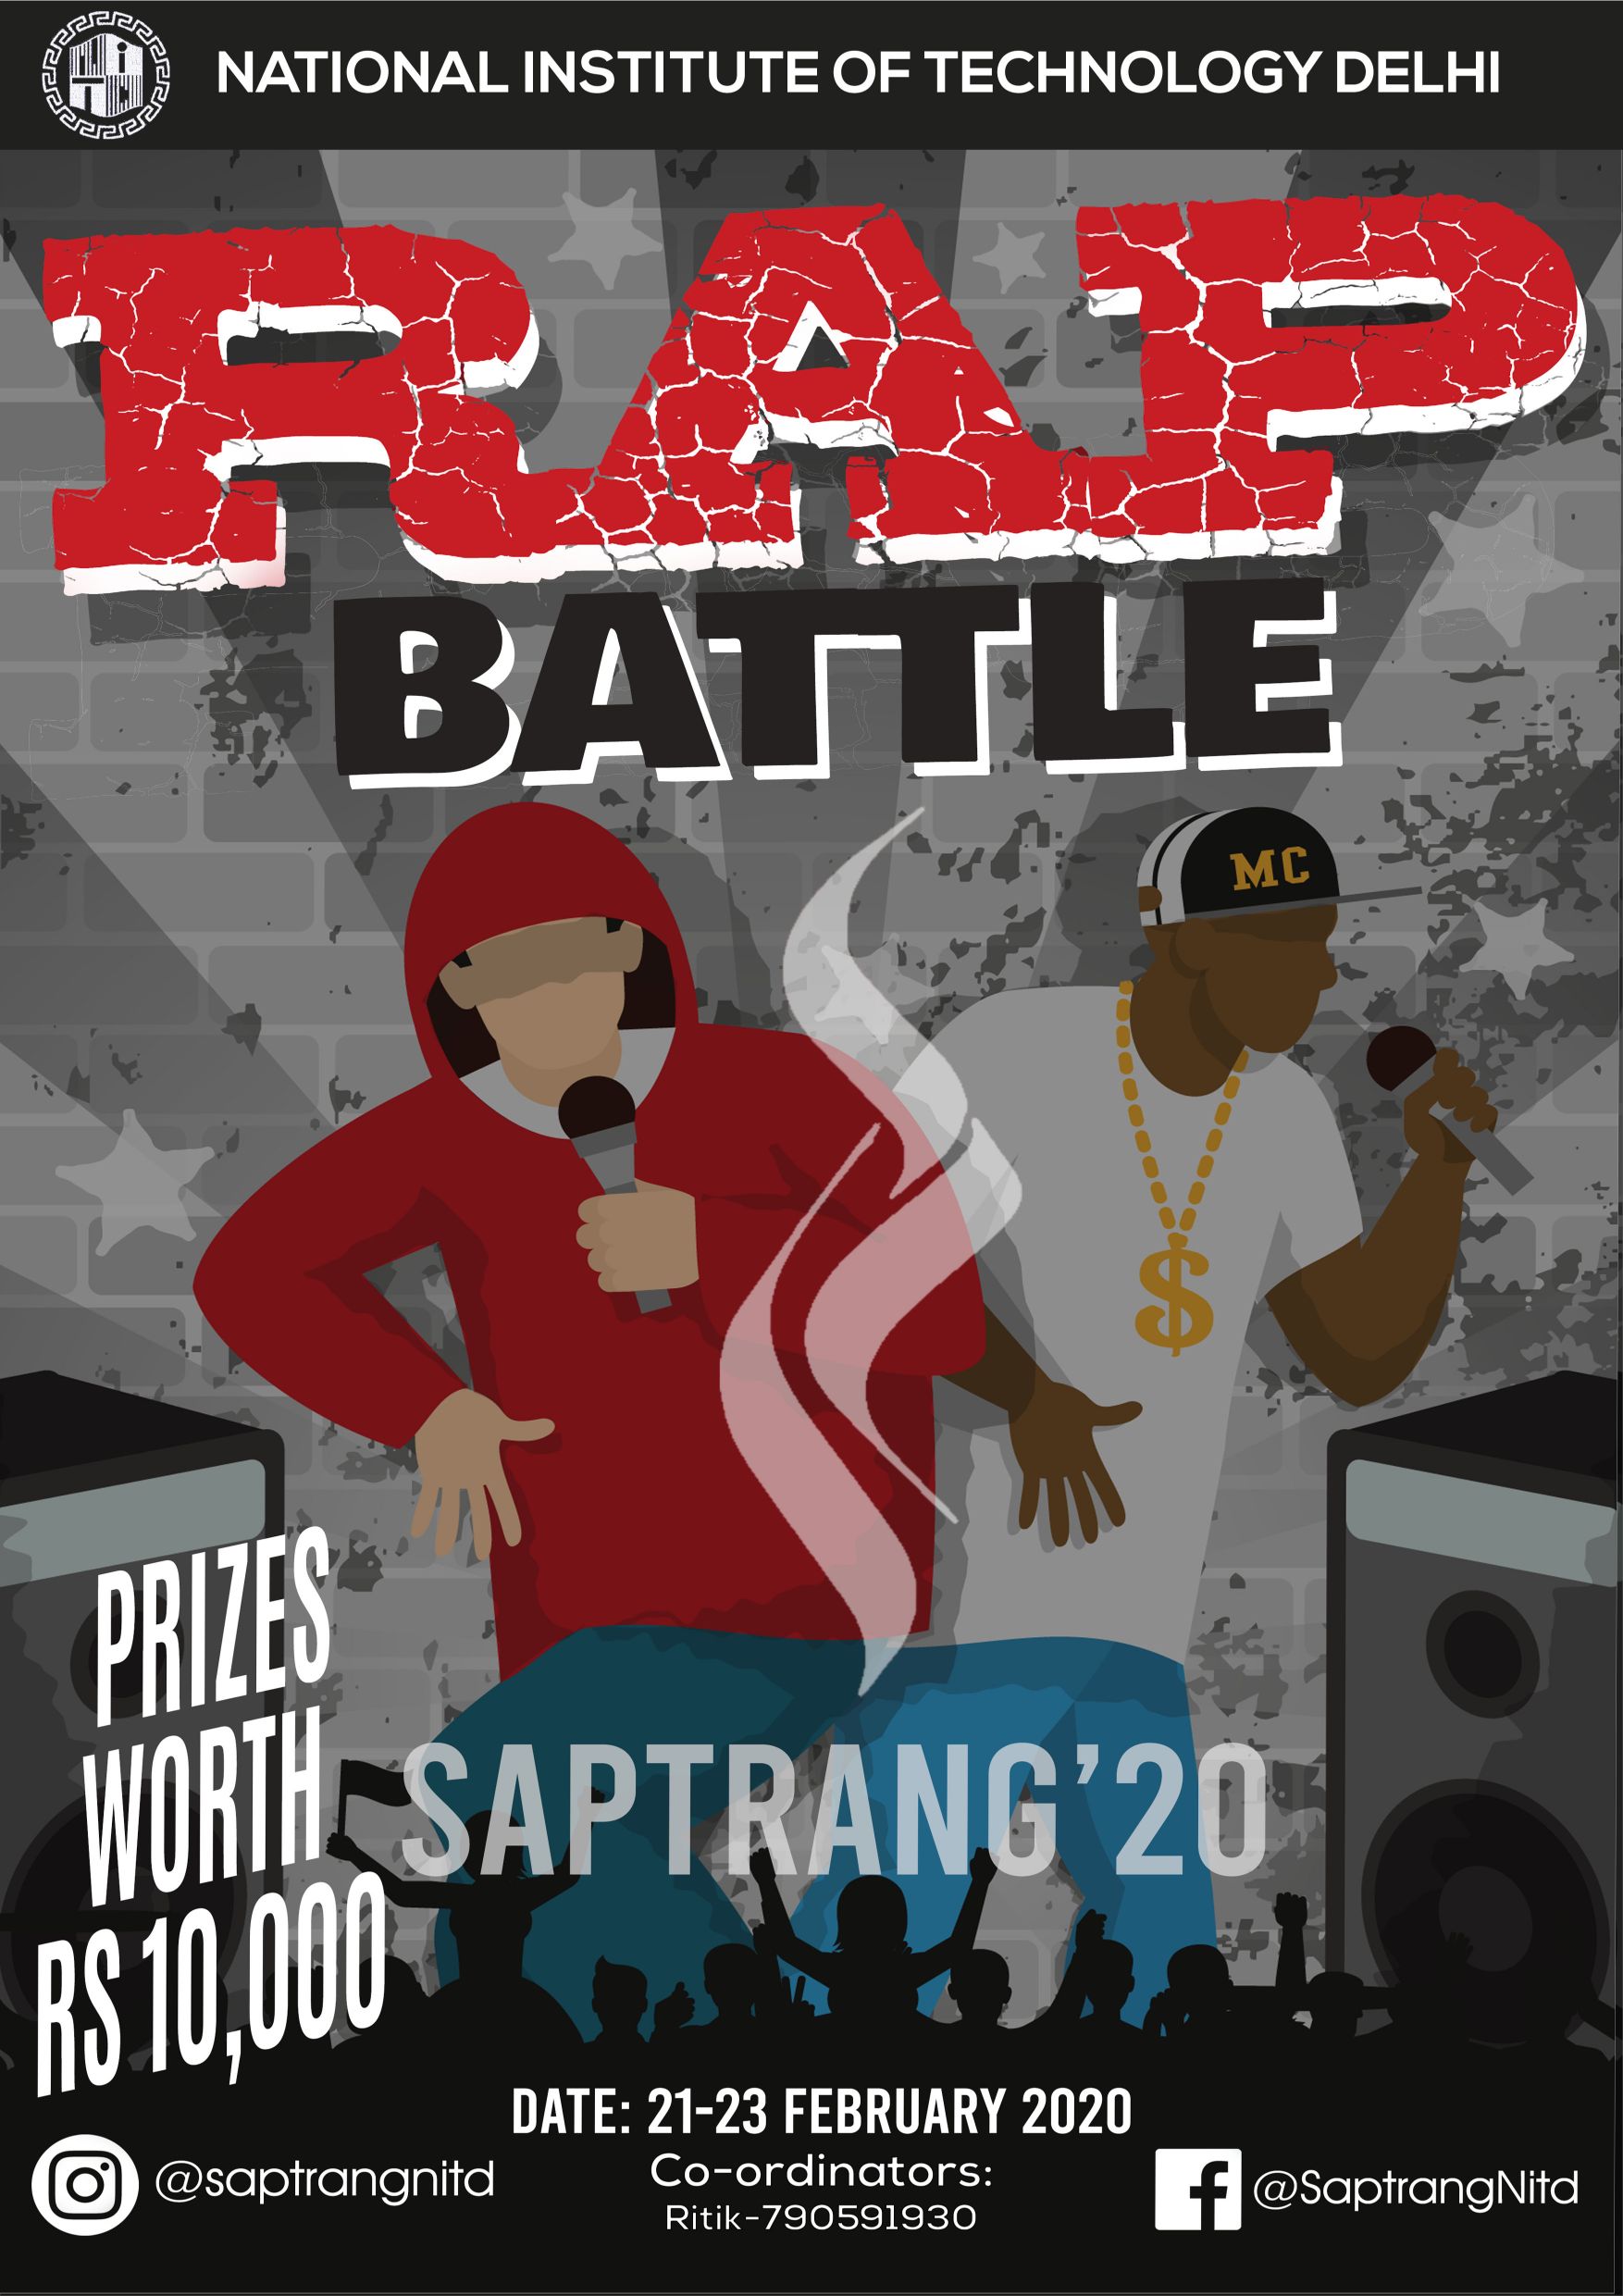 NATIONAL INSTITUTE OF TECHNOLOGY DELHI
RAP
BATTLE
MC
$
PRIZES
WORTH
RS 10,000
SAPTRANG'20
DATE: 21-23 FEBRUARY 2020
@saptrangnitd
Co-ordinators:
Ritik-790591930
@SaptrangNitd